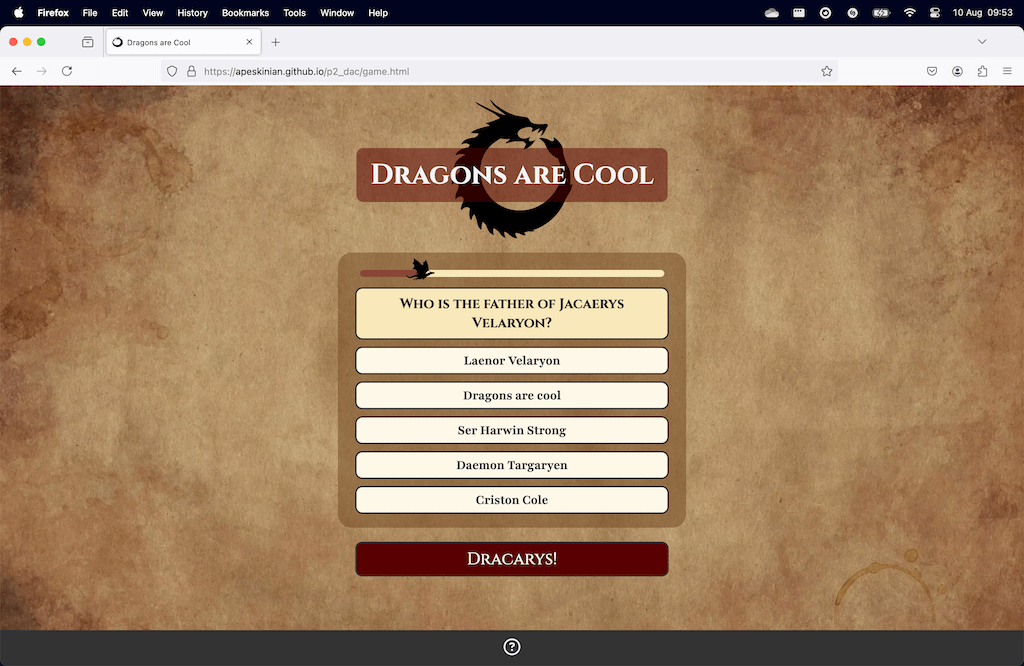 Firefox File Edit View History Bookmarks Tools Window Help 10 Aug 09:53
Dragons are Cool
https://apeskinian.github.io/p2_dac/game.html
Dragons are Cool
Who is the father of Jacaerys
Velaryon?
Laenor Velaryon
Dragons are cool
Ser Harwin Strong
Daemon Targaryen
Criston Cole
Dracarys!
?